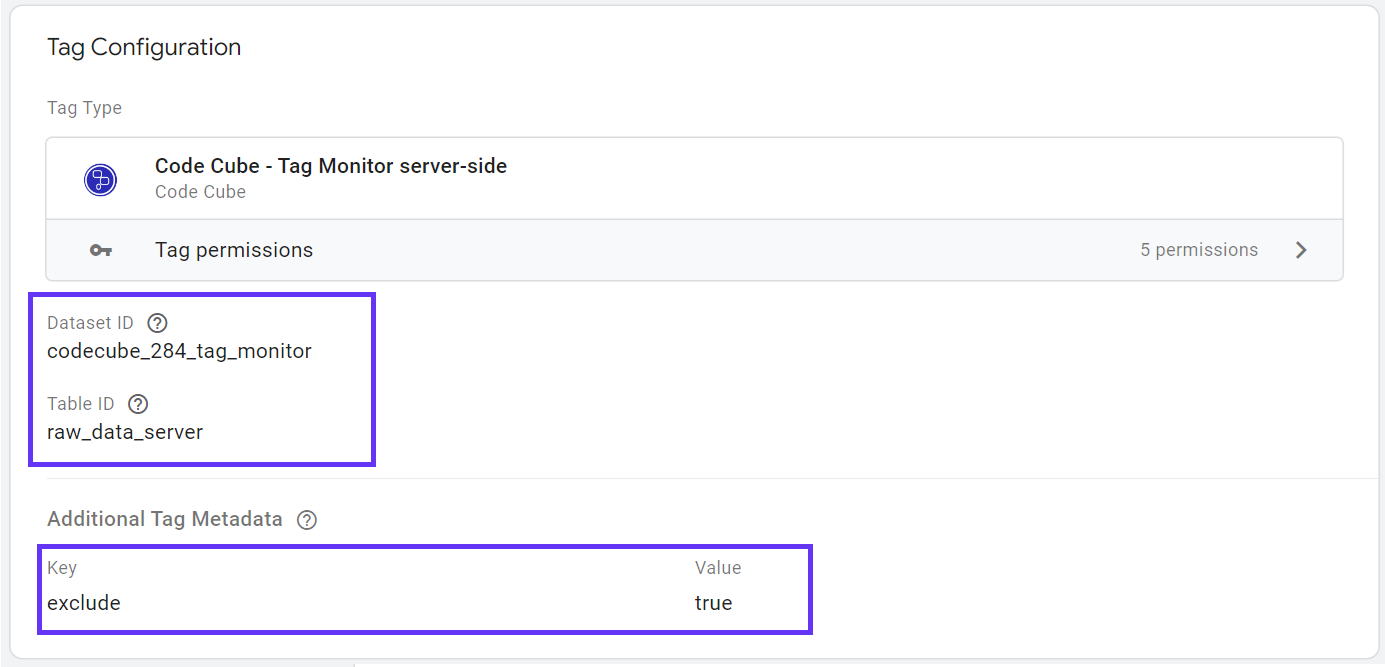 Tag Configuration
Tag Type
Code Cube - Tag Monitor server-side
Code Cube
Tag permissions
5 permissions
Dataset ID
codecube_284_tag_monitor
Table ID
raw_data_server
Additional Tag Metadata
Key Value
exclude true